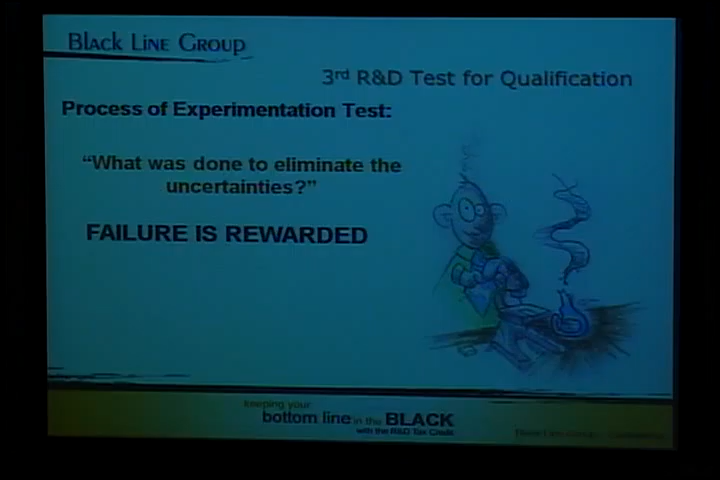 BLACK LINE GROUP
3rd R&D Test for Qualification
Process of Experimentation Test:
“What was done to eliminate the
uncertainties?”
FAILURE IS REWARDED
keeping your
bottom line in the BLACK
with the R&D Tax Credit